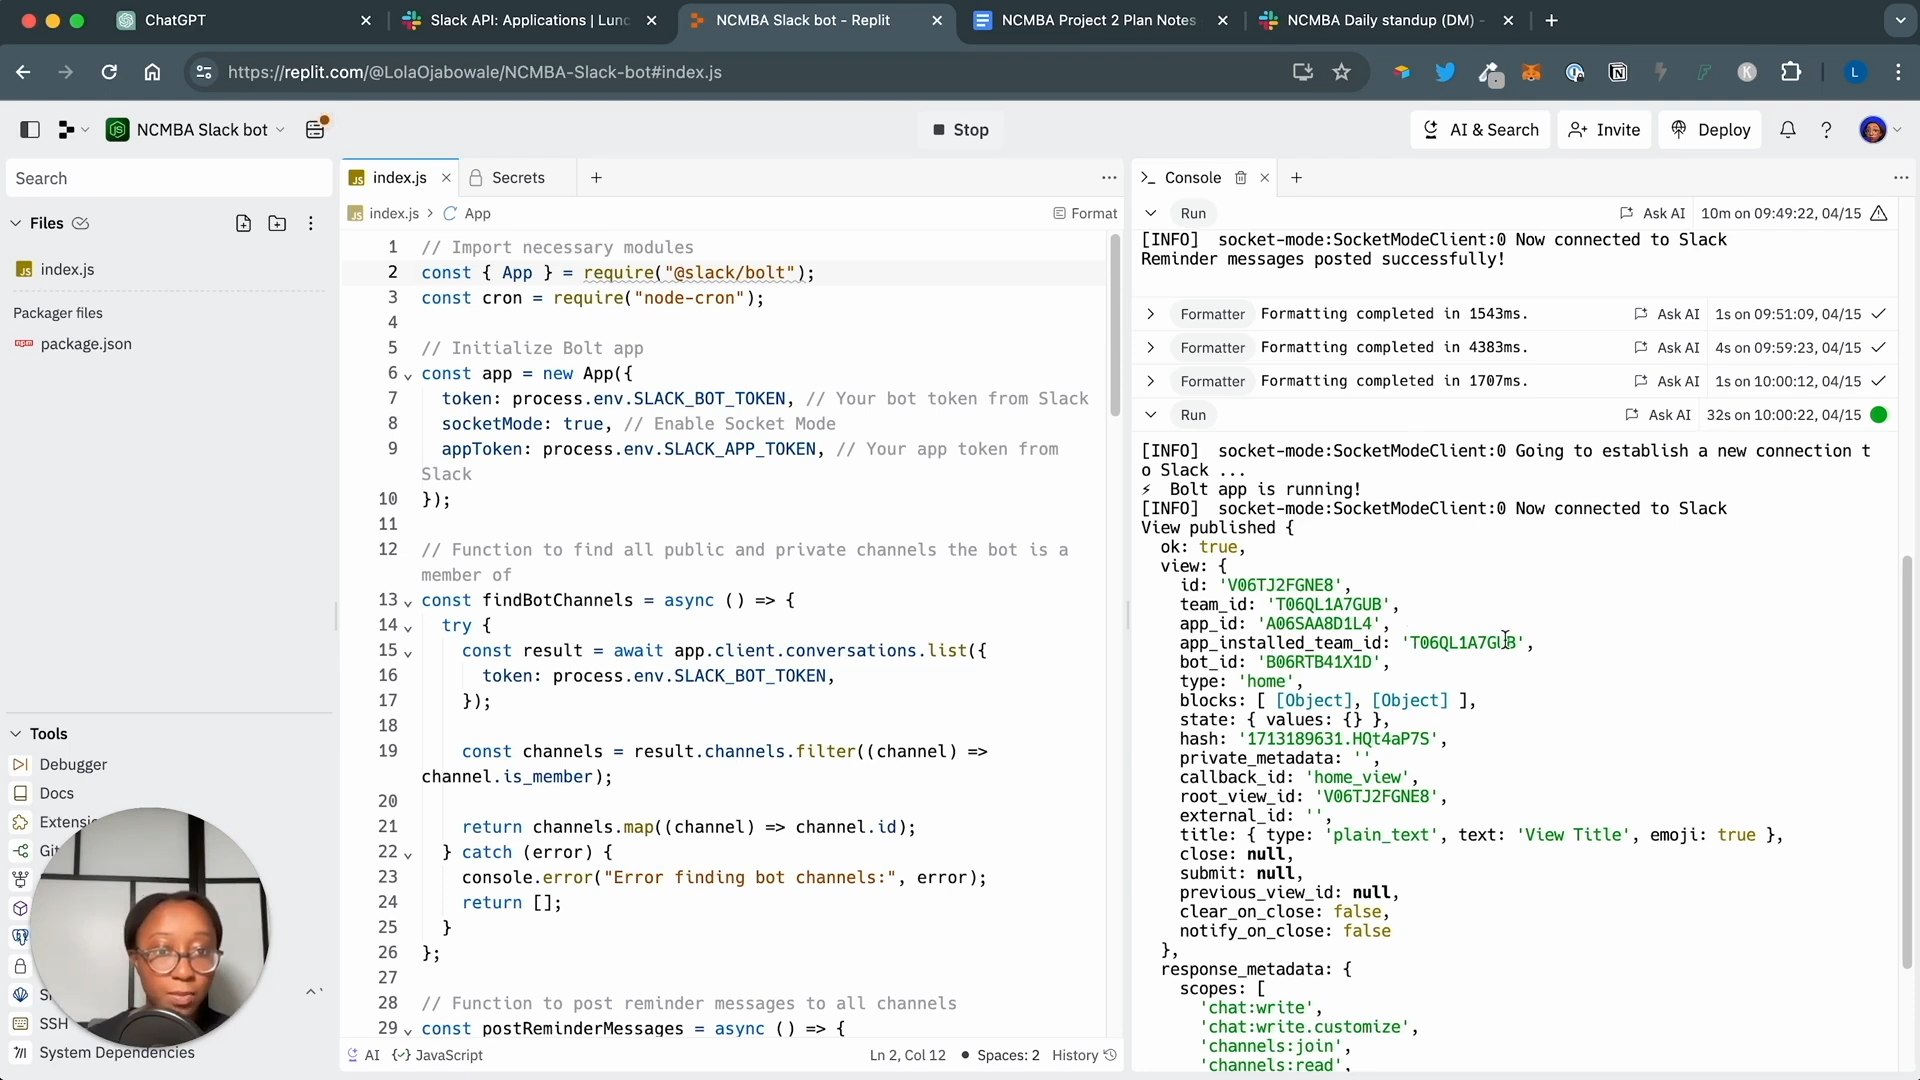 ChatGPT
Slack API: Applications | Lunc
NCMBA Slack bot - Replit
NCMBA Project 2 Plan Notes
NCMBA Daily standup (DM) -
https://replit.com/@LolaOjabowale/NCMBA-Slack-bot#index.js
L
NCMBA Slack bot
Stop
AI & Search
Invite
Deploy
Search
Files
index.js
Packager files
package.json
Tools
Debugger
Docs
Extensio
Git
SSH
System Dependencies
index.js
Secrets
index.js > App
Format
1 // Import necessary modules
2 const { App } = require("@slack/bolt");
3 const cron = require("node-cron");
4
5 // Initialize Bolt app
6 const app = new App({
7 token: process.env.SLACK_BOT_TOKEN, // Your bot token from Slack
8 socketMode: true, // Enable Socket Mode
9 appToken: process.env.SLACK_APP_TOKEN, // Your app token from
Slack
10 });
11
12 // Function to find all public and private channels the bot is a
member of
13 const findBotChannels = async () => {
14 try {
15 const result = await app.client.conversations.list({
16 token: process.env.SLACK_BOT_TOKEN,
17 });
18
19 const channels = result.channels.filter((channel) =>
channel.is_member);
20
21 return channels.map((channel) => channel.id);
22 } catch (error) {
23 console.error("Error finding bot channels:", error);
24 return [];
25 }
26 };
27
28 // Function to post reminder messages to all channels
29 const postReminderMessages = async () => {
AI
JavaScript
Ln 2, Col 12
Spaces: 2
History
Console
Run
Ask AI
10m on 09:49:22, 04/15
[INFO] socket-mode:SocketModeClient:0 Now connected to Slack
Reminder messages posted successfully!
Formatter Formatting completed in 1543ms. Ask AI 1s on 09:51:09, 04/15
Formatter Formatting completed in 4383ms. Ask AI 4s on 09:59:23, 04/15
Formatter Formatting completed in 1707ms. Ask AI 1s on 10:00:12, 04/15
Run Ask AI 32s on 10:00:22, 04/15
[INFO] socket-mode:SocketModeClient:0 Going to establish a new connection t
o Slack ...
⚡ Bolt app is running!
[INFO] socket-mode:SocketModeClient:0 Now connected to Slack
View published {
ok: true,
view: {
id: 'V06TJ2FGNE8',
team_id: 'T06QL1A7GUB',
app_id: 'A06SAA8D1L4',
app_installed_team_id: 'T06QL1A7GUB',
bot_id: 'B06RTB41X1D',
type: 'home',
blocks: [ [Object], [Object] ],
state: { values: {} },
hash: '1713189631.HQt4aP7S',
private_metadata: '',
callback_id: 'home_view',
root_view_id: 'V06TJ2FGNE8',
external_id: '',
title: { type: 'plain_text', text: 'View Title', emoji: true },
close: null,
submit: null,
previous_view_id: null,
clear_on_close: false,
notify_on_close: false
},
response_metadata: {
scopes: [
'chat:write',
'chat:write.customize',
'channels:join',
'channels:read',